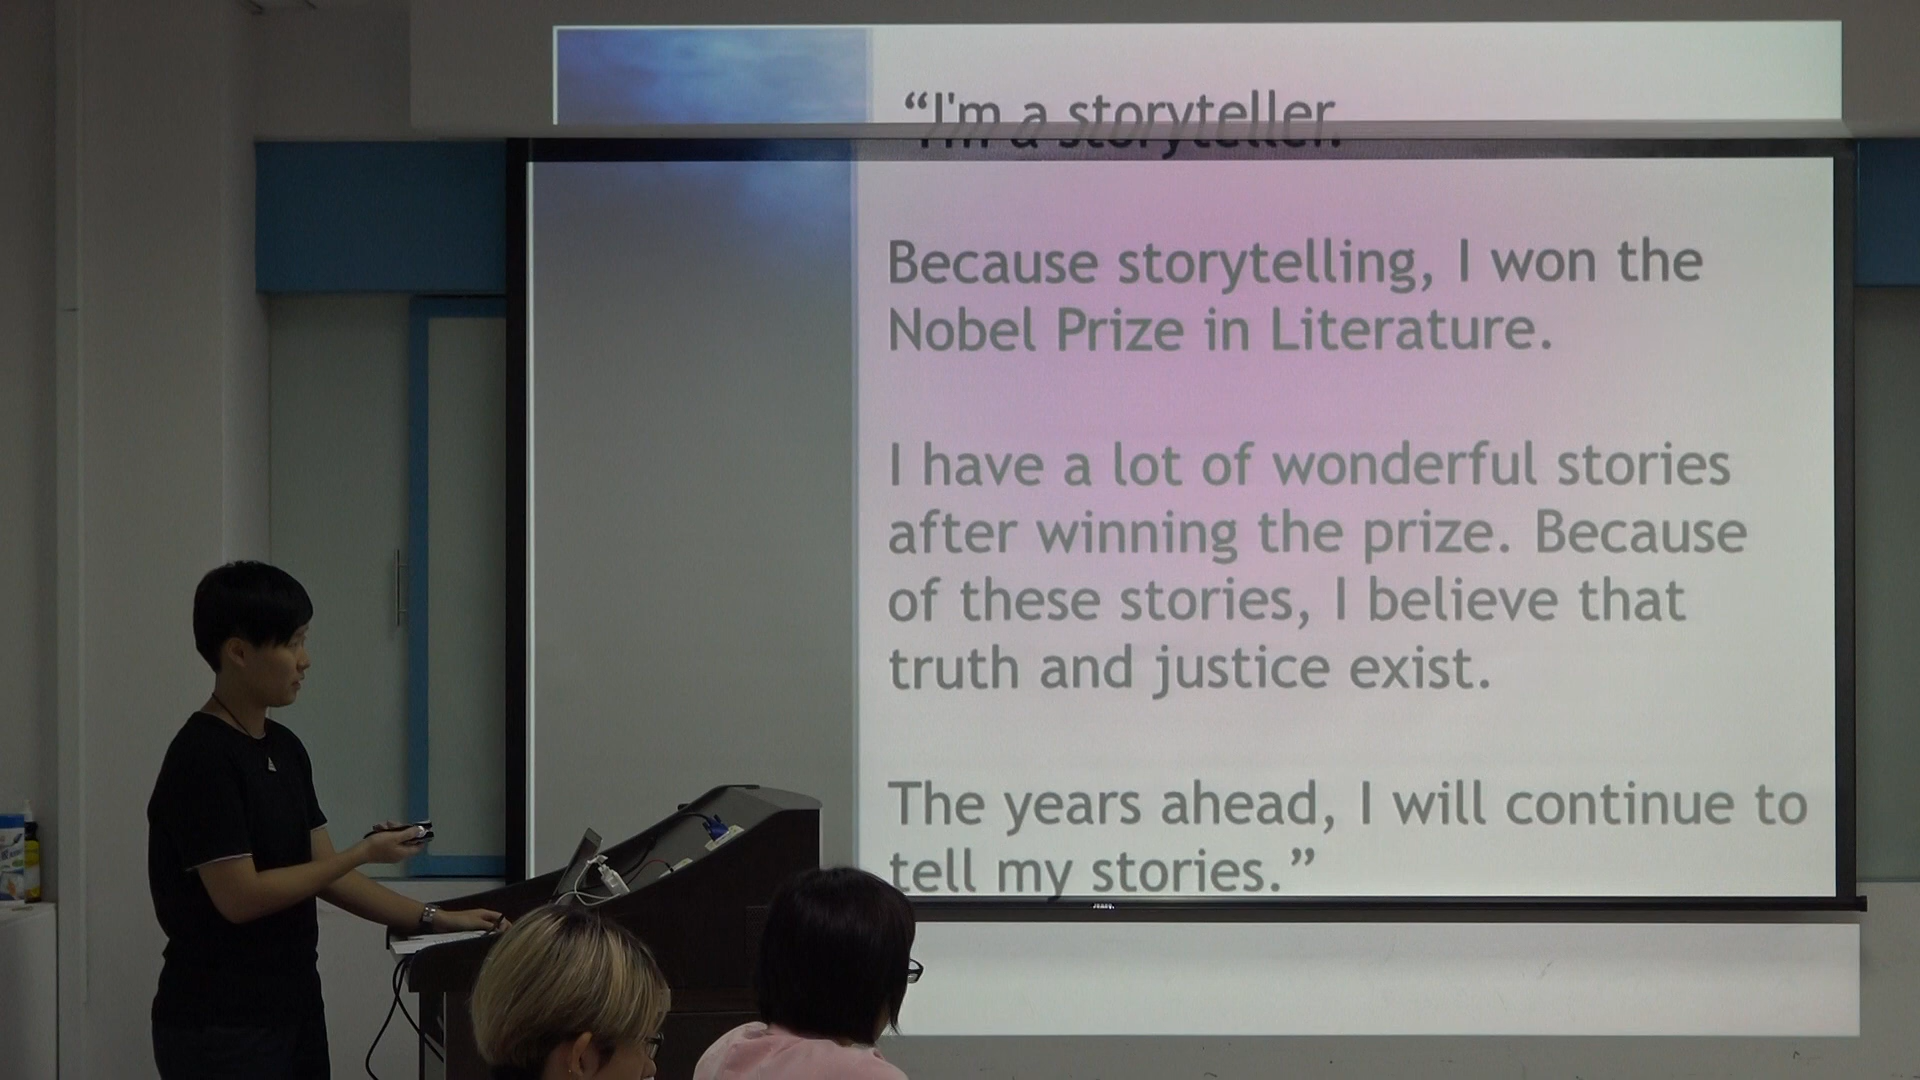 “I'm a storyteller.
Because storytelling, I won the
Nobel Prize in Literature.
I have a lot of wonderful stories
after winning the prize. Because
of these stories, I believe that
truth and justice exist.
The years ahead, I will continue to
tell my stories.”